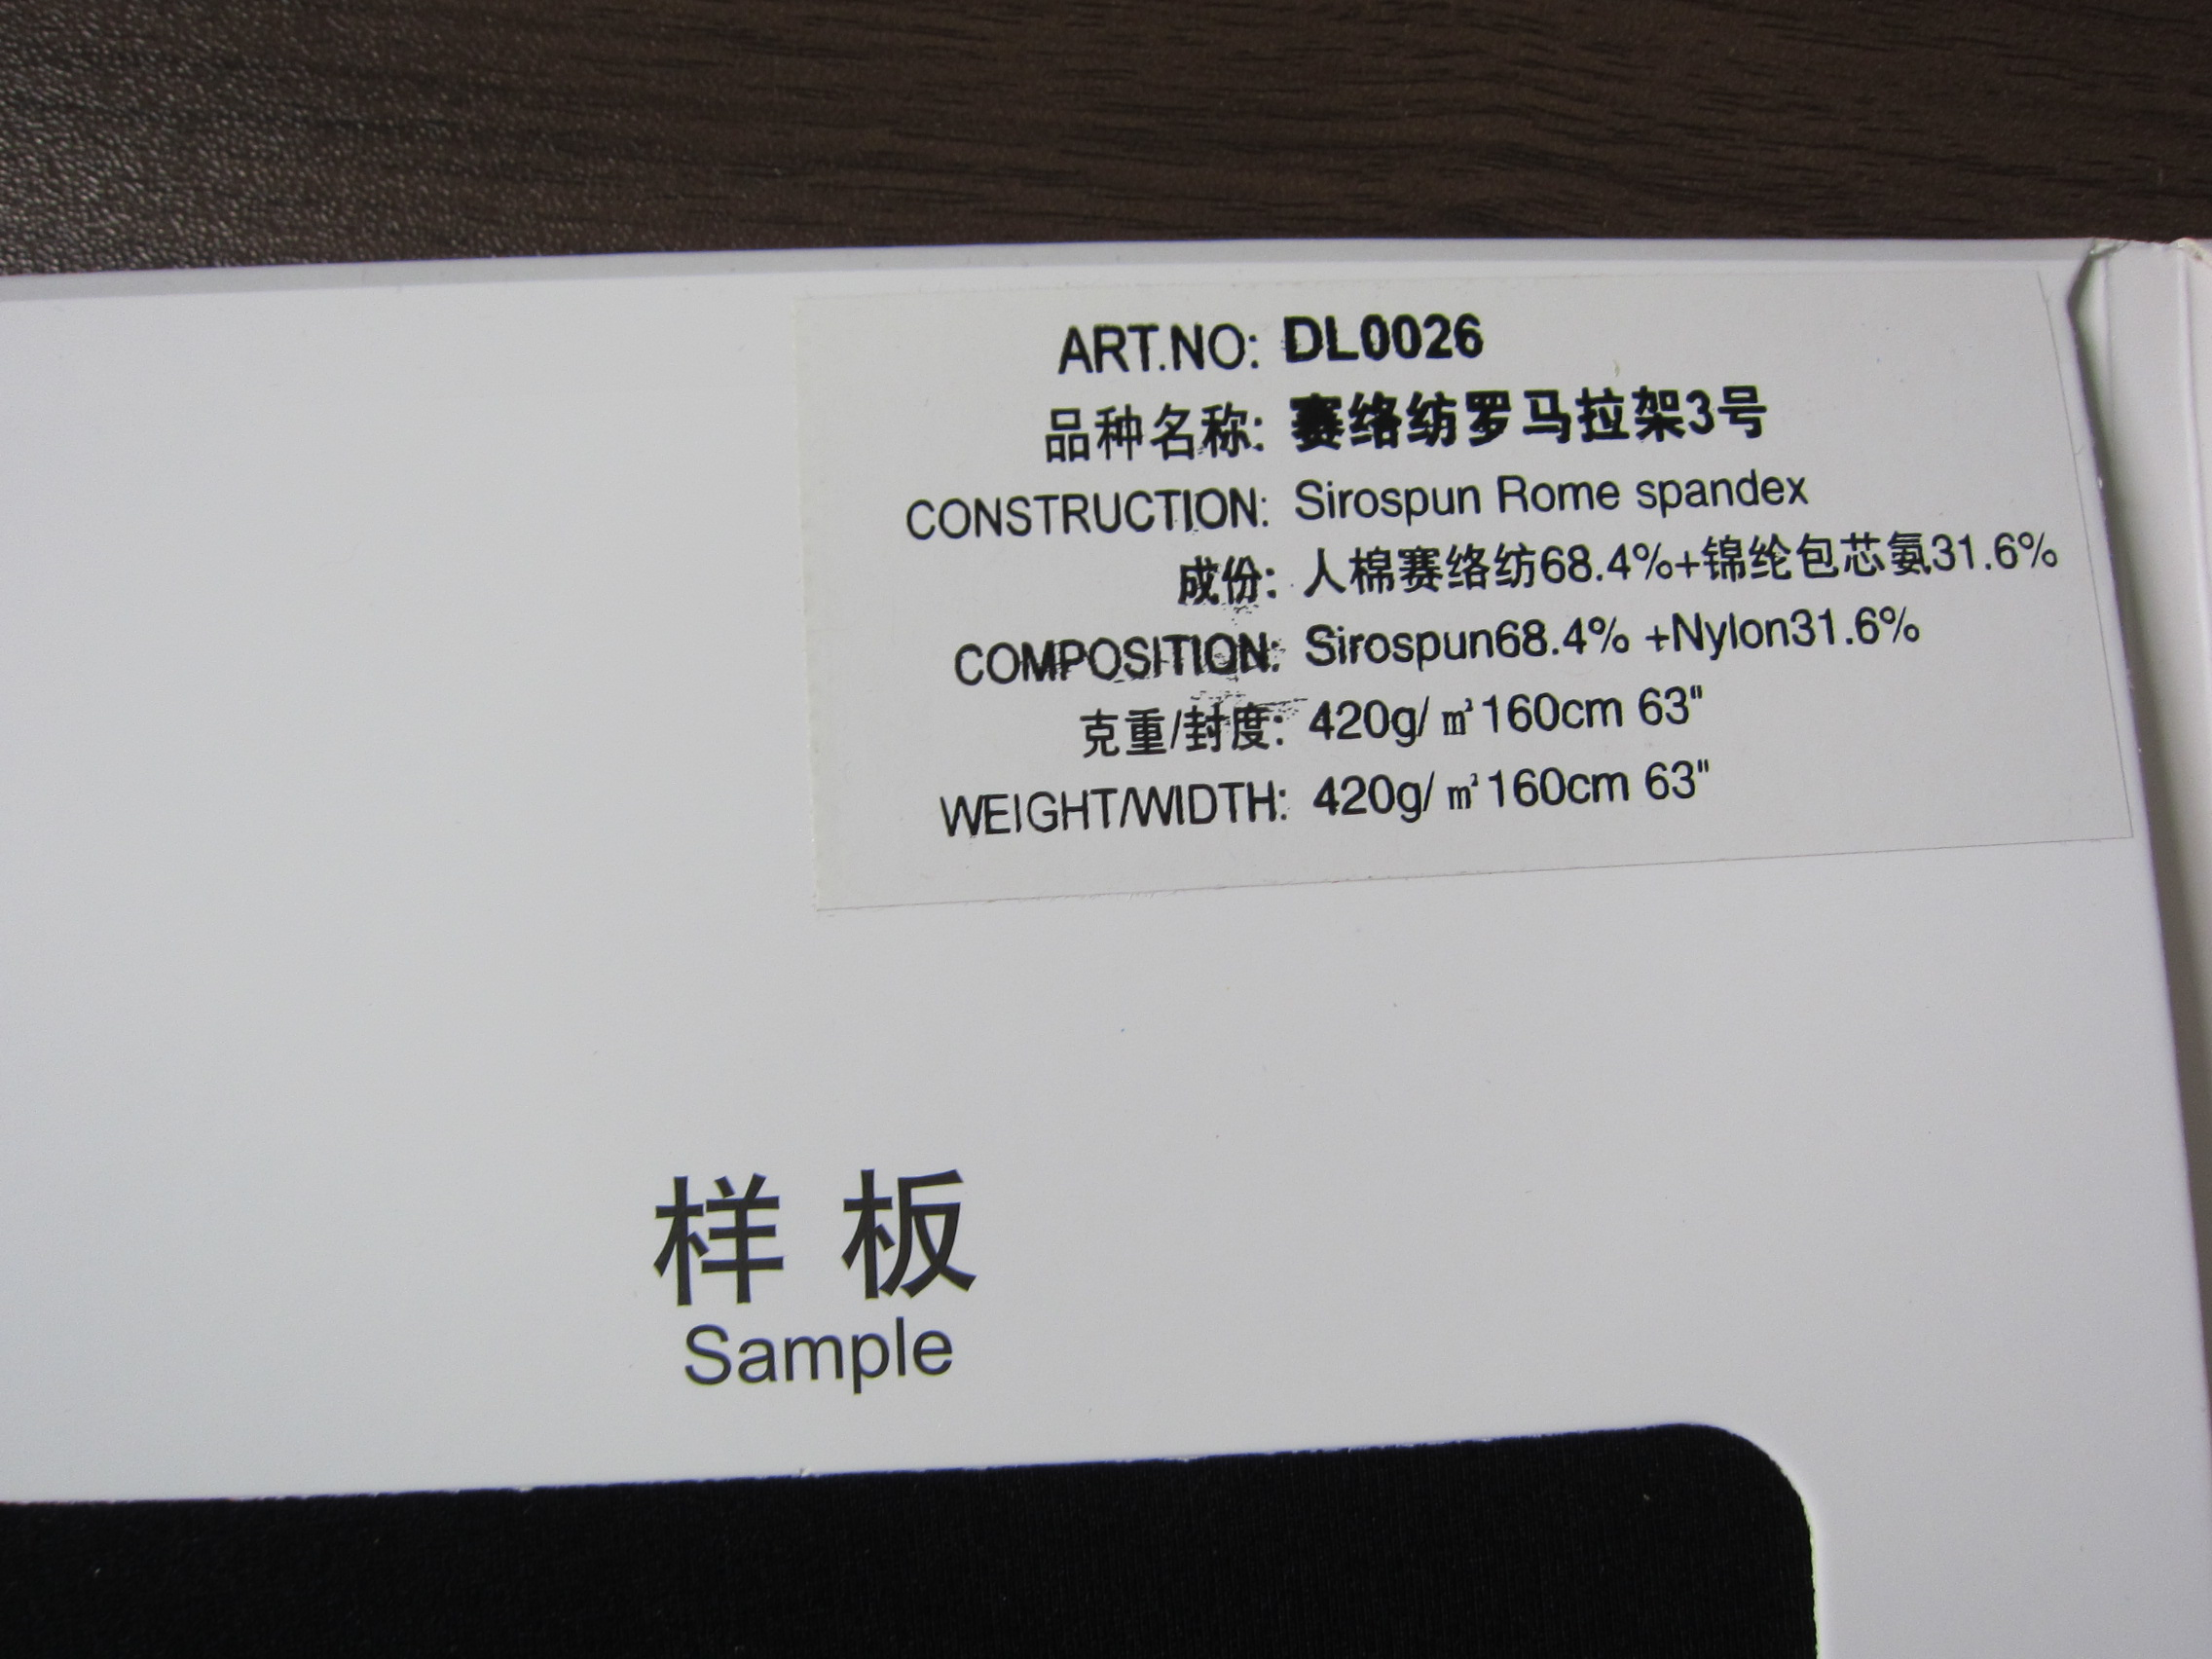 ART.NO: DL0026
品种名称: 赛络纺罗马拉架3号
CONSTRUCTION: Sirospun Rome spandex
成份: 人棉赛络纺68.4%+锦纶包芯氨31.6%
COMPOSITION: Sirospun68.4% +Nylon31.6%
克重/封度: 420g/㎡160cm 63"
WEIGHT/WIDTH: 420g/㎡160cm 63"
样板
Sample